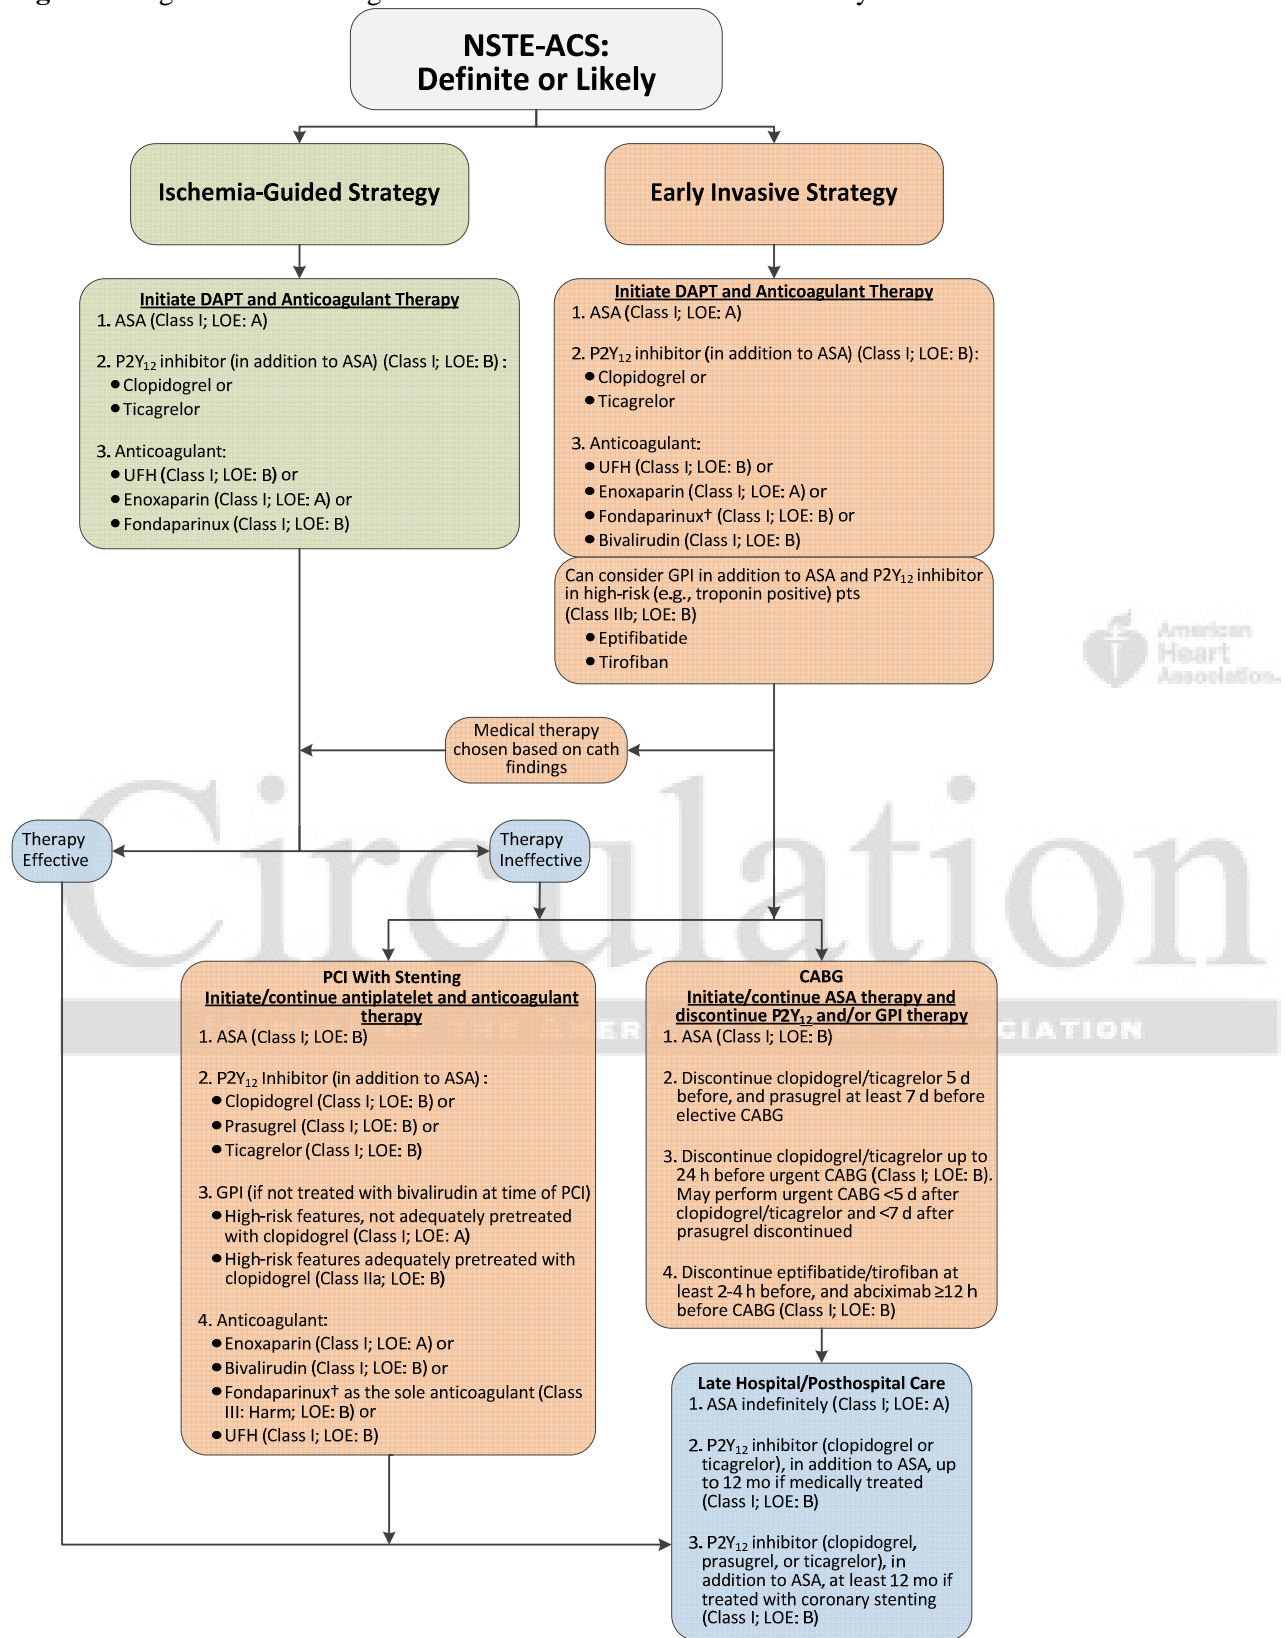 NSTE-ACS:
Definite or Likely
Ischemia-Guided Strategy
Early Invasive Strategy
Initiate DAPT and Anticoagulant Therapy
1. ASA (Class I; LOE: A)
2. P2Y12 inhibitor (in addition to ASA) (Class I; LOE: B) :
● Clopidogrel or
● Ticagrelor
3. Anticoagulant:
● UFH (Class I; LOE: B) or
● Enoxaparin (Class I; LOE: A) or
● Fondaparinux (Class I; LOE: B)
Initiate DAPT and Anticoagulant Therapy
1. ASA (Class I; LOE: A)
2. P2Y12 inhibitor (in addition to ASA) (Class I; LOE: B):
● Clopidogrel or
● Ticagrelor
3. Anticoagulant:
● UFH (Class I; LOE: B) or
● Enoxaparin (Class I; LOE: A) or
● Fondaparinux† (Class I; LOE: B) or
● Bivalirudin (Class I; LOE: B)
Can consider GPI in addition to ASA and P2Y12 inhibitor
in high-risk (e.g., troponin positive) pts
(Class IIb; LOE: B)
● Eptifibatide
● Tirofiban
American
Heart
Association
Medical therapy
chosen based on cath
findings
Circulation
Therapy
Effective
Therapy
Ineffective
PCI With Stenting
Initiate/continue antiplatelet and anticoagulant
therapy
1. ASA (Class I; LOE: B)
2. P2Y12 Inhibitor (in addition to ASA) :
● Clopidogrel (Class I; LOE: B) or
● Prasugrel (Class I; LOE: B) or
● Ticagrelor (Class I; LOE: B)
3. GPI (if not treated with bivalirudin at time of PCI)
● High-risk features, not adequately pretreated
with clopidogrel (Class I; LOE: A)
● High-risk features adequately pretreated with
clopidogrel (Class IIa; LOE: B)
4. Anticoagulant:
● Enoxaparin (Class I; LOE: A) or
● Bivalirudin (Class I; LOE: B) or
● Fondaparinux† as the sole anticoagulant (Class
III: Harm; LOE: B) or
● UFH (Class I; LOE: B)
CABG
Initiate/continue ASA therapy and
discontinue P2Y12 and/or GPI therapy
1. ASA (Class I; LOE: B)
2. Discontinue clopidogrel/ticagrelor 5 d
before, and prasugrel at least 7 d before
elective CABG
3. Discontinue clopidogrel/ticagrelor up to
24 h before urgent CABG (Class I; LOE: B).
May perform urgent CABG <5 d after
clopidogrel/ticagrelor and <7 d after
prasugrel discontinued
4. Discontinue eptifibatide/tirofiban at
least 2-4 h before, and abciximab ≥12 h
before CABG (Class I; LOE: B)
Late Hospital/Posthospital Care
1. ASA indefinitely (Class I; LOE: A)
2. P2Y12 inhibitor (clopidogrel or
ticagrelor), in addition to ASA, up
to 12 mo if medically treated
(Class I; LOE: B)
3. P2Y12 inhibitor (clopidogrel,
prasugrel, or ticagrelor), in
addition to ASA, at least 12 mo if
treated with coronary stenting
(Class I; LOE: B)